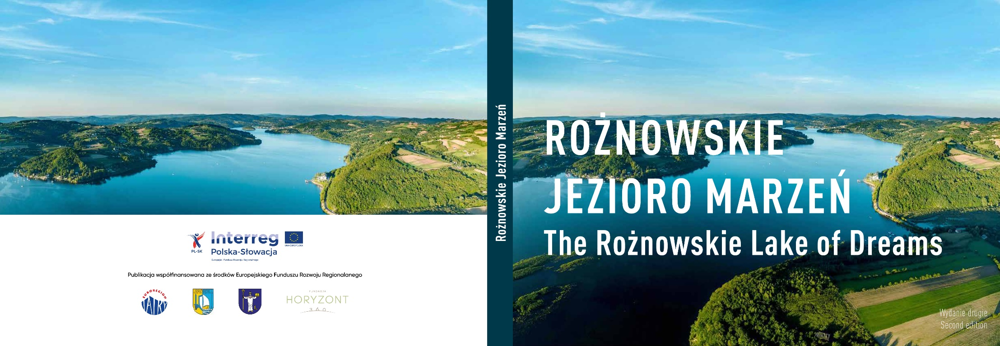 Interreg
PL-SK
Polska-Słowacja
UNIA EUROPEJSKA
Europejski Fundusz Rozwoju Regionalnego
Publikacja współfinansowana ze środków Europejskiego Funduszu Rozwoju Regionalanego
EUROREGION
TATRY
FUNDACJA
HORYZONT
360
Rożnowskie Jezioro Marzeń
ROŻNOWSKIE
JEZIORO MARZEŃ
The Rożnowskie Lake of Dreams
Wydanie drugie
Second edition